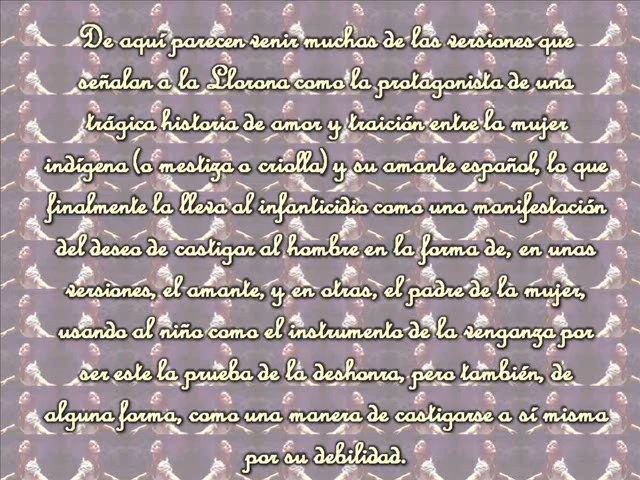 De aquí parecen venir muchas de las versiones que
señalan a la Llorona como la protagonista de una
trágica historia de amor y traición entre la mujer
indígena (o mestiza o criolla) y su amante español, lo que
finalmente la lleva al infanticidio como una manifestación
del deseo de castigar al hombre en la forma de, en unas
versiones, el amante, y en otras, el padre de la mujer,
usando al niño como el instrumento de la venganza por
ser este la prueba de la deshonra, pero también, de
alguna forma, como una manera de castigarse a sí misma
por su debilidad.